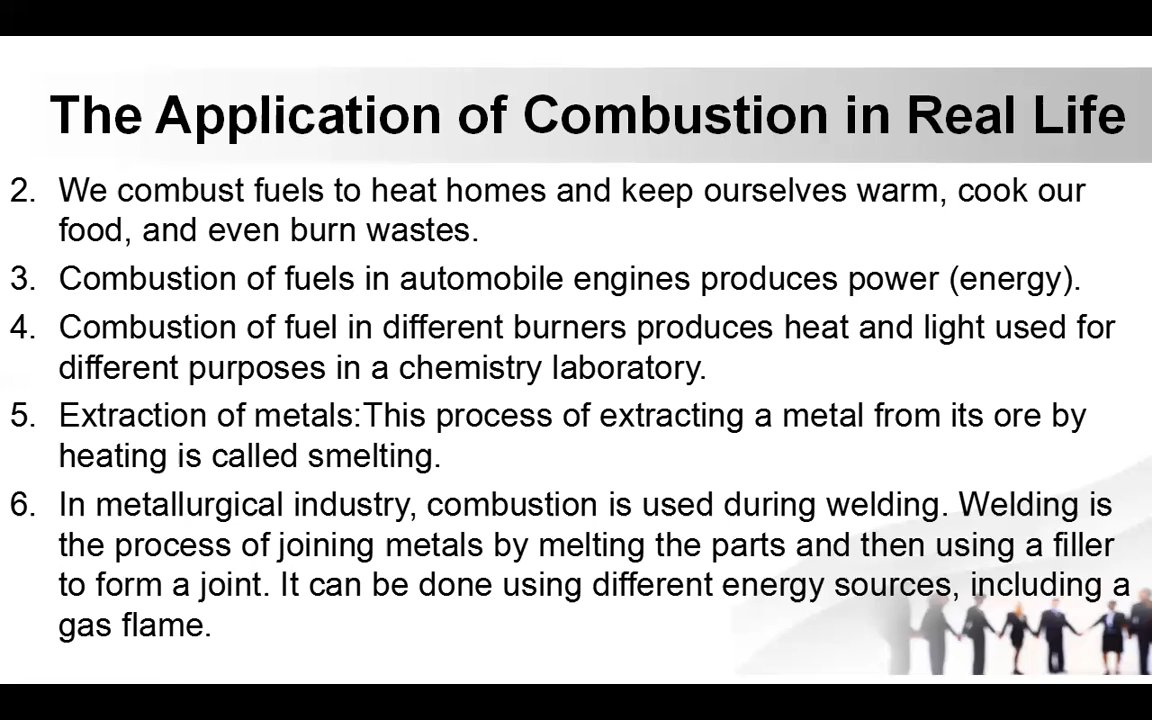 The Application of Combustion in Real Life
2. We combust fuels to heat homes and keep ourselves warm, cook our
food, and even burn wastes.
3. Combustion of fuels in automobile engines produces power (energy).
4. Combustion of fuel in different burners produces heat and light used for
different purposes in a chemistry laboratory.
5. Extraction of metals:This process of extracting a metal from its ore by
heating is called smelting.
6. In metallurgical industry, combustion is used during welding. Welding is
the process of joining metals by melting the parts and then using a filler
to form a joint. It can be done using different energy sources, including a
gas flame.